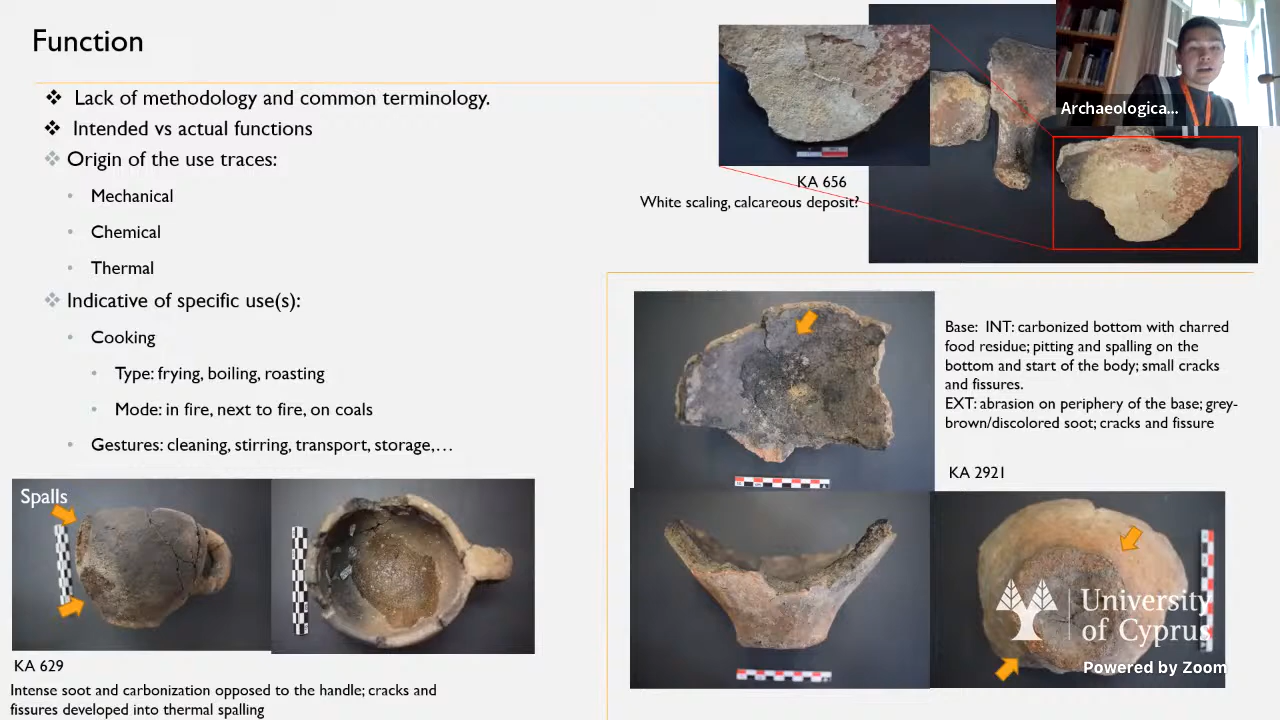 Function
Lack of methodology and common terminology.
Intended vs actual functions
Origin of the use traces:
Mechanical
Chemical
Thermal
Indicative of specific use(s):
Cooking
Type: frying, boiling, roasting
Mode: in fire, next to fire, on coals
Gestures: cleaning, stirring, transport, storage,…
Spalls
KA 629
Intense soot and carbonization opposed to the handle; cracks and
fissures developed into thermal spalling
Archaeologica...
KA 656
White scaling, calcareous deposit?
Base: INT: carbonized bottom with charred
food residue; pitting and spalling on the
bottom and start of the body; small cracks
and fissures.
EXT: abrasion on periphery of the base; grey-
brown/discolored soot; cracks and fissure
KA 2921
University
of Cyprus
Powered by Zoom